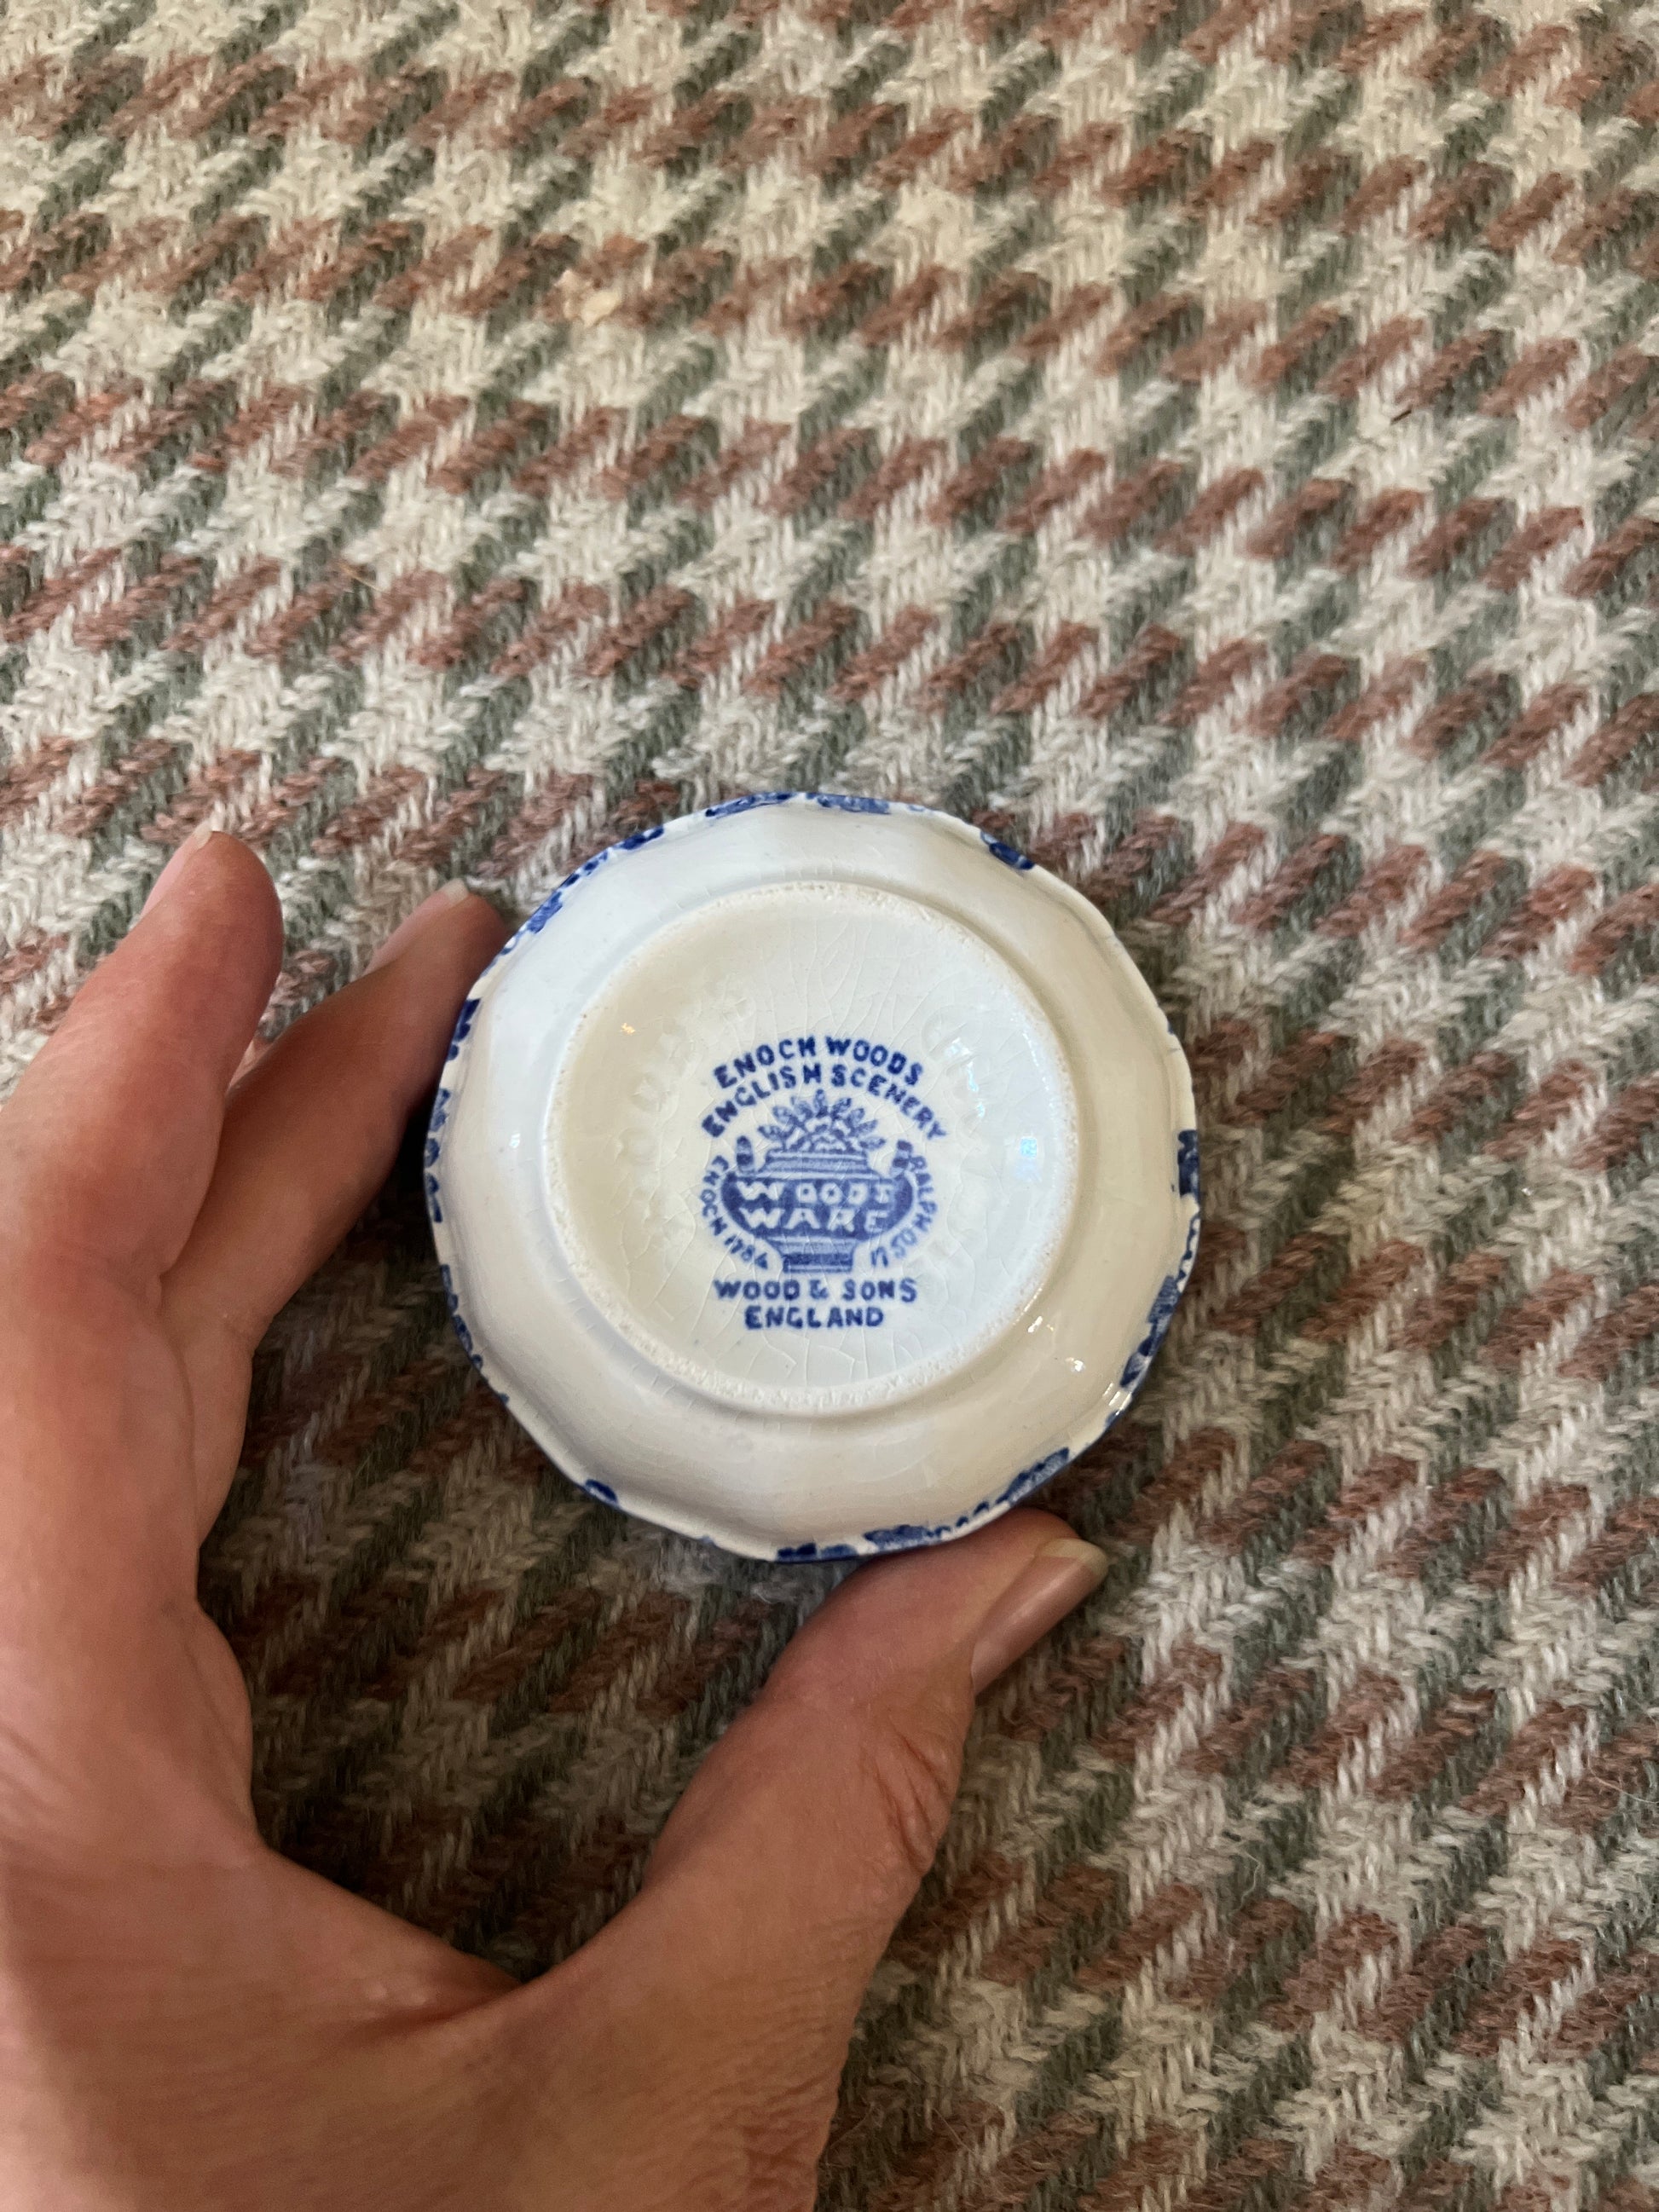 ENOCH WOODS
ENGLISH SCENERY
WOODS
WARE
ENOCH 1784
RALPH 1750
WOOD & SONS
ENGLAND